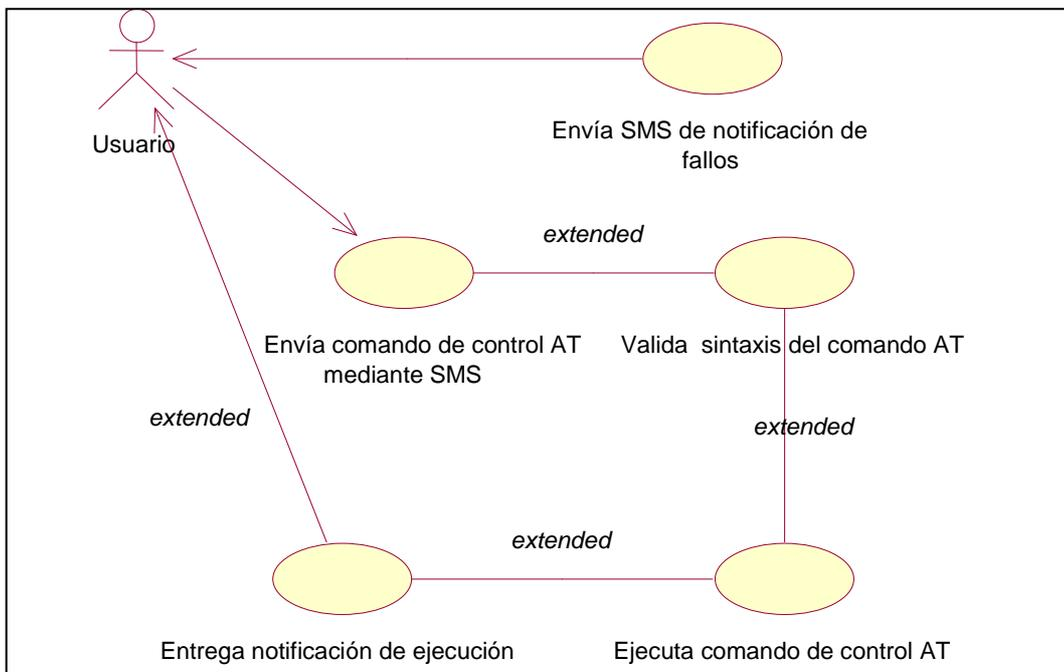 Usuario
Envía SMS de notificación de
fallos
extended
Envía comando de control AT
mediante SMS
Valida sintaxis del comando AT
extended
extended
extended
Entrega notificación de ejecución
Ejecuta comando de control AT